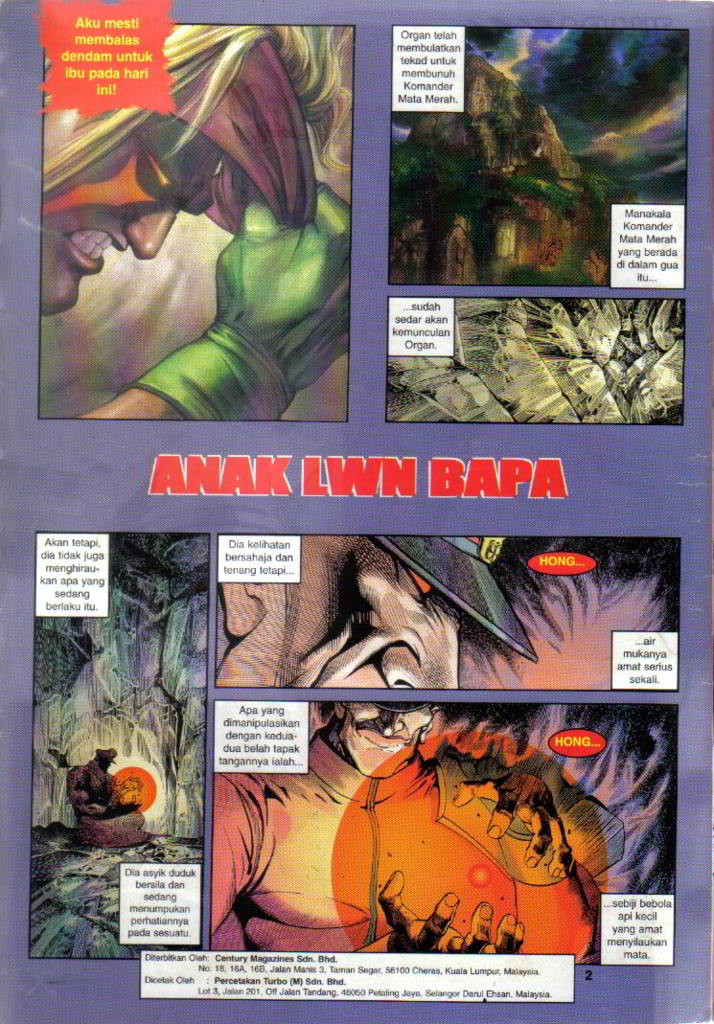 Aku mesti
membalas
dendam untuk
ibu pada hari
ini!
Organ telah
membulatkan
tekad untuk
membunuh
Komander
Mata Merah.
Manakala
Komander
Mata Merah
yang berada
di dalam gua
itu...
...sudah
sedar akan
kemunculan
Organ.
ANAK LWN BAPA
Akan tetapi,
dia tidak juga
menghirau-
kan apa yang
sedang
berlaku itu.
Dia asyik duduk
bersila dan
sedang
menumpukan
perhatiannya
pada sesuatu.
Dia kelihatan
bersahaja dan
tenang tetapi...
HONG...
...air
mukanya
amat serius
sekali.
Apa yang
dimanipulasikan
dengan kedua-
dua belah tapak
tangannya ialah...
HONG...
...sebiji bebola
api kecil
yang amat
menyilaukan
mata.
Diterbitkan Oleh: Century Magazines Sdn. Bhd.
No: 16, 16A, 16B, Jalan Manis 3, Taman Segar, 56100 Cheras, Kuala Lumpur, Malaysia.
Dicetak Oleh : Percetakan Turbo (M) Sdn. Bhd.
Lot 3, Jalan 201, Off Jalan Tandang, 46050 Petaling Jaya, Selangor Darul Ehsan, Malaysia.
2